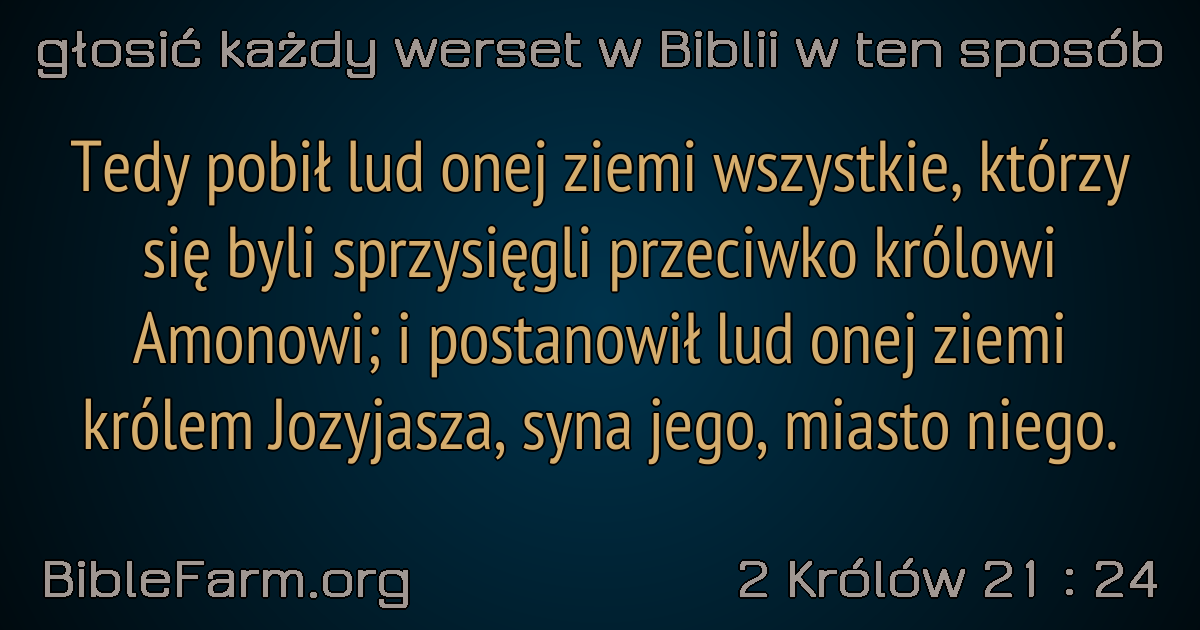 głosić każdy werset w Biblii w ten sposób
Tedy pobił lud onej ziemi wszystkie, którzy
się byli sprzysięgli przeciwko królowi
Amonowi; i postanowił lud onej ziemi
królem Jozyjasza, syna jego, miasto niego.
BibleFarm.org
2 Królów 21 : 24